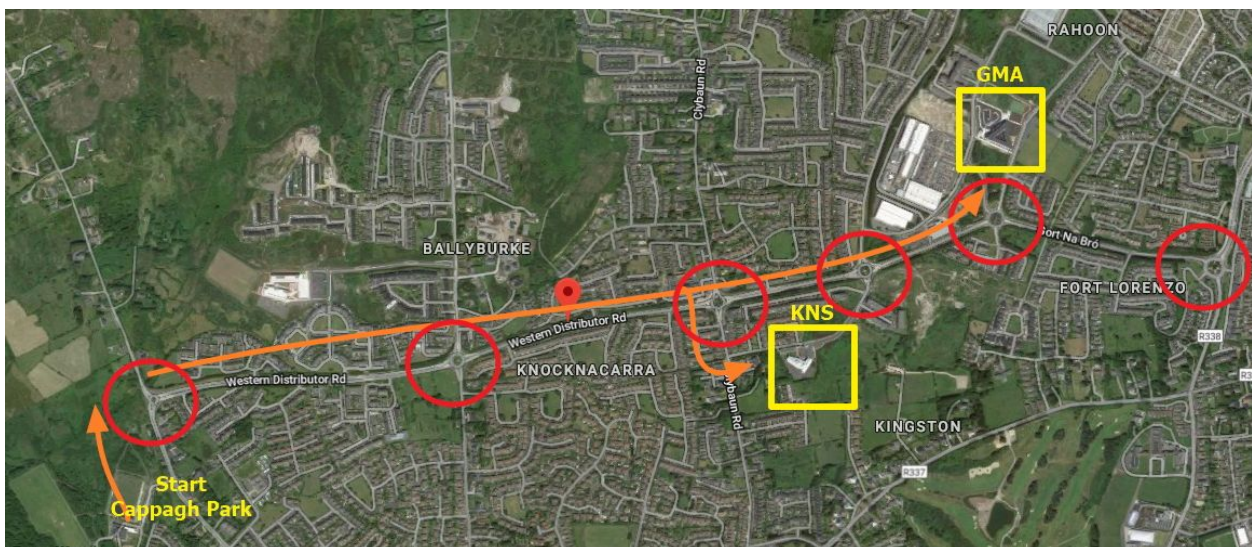 RAHOON
GMA
Clybaun Rd
BALLYBURKE
Gort Na Bró
FORT LORENZO
KNS
Western Distributor Rd
R338
KNOCKNACARRA
Western Distributor Rd
Clybaun Rd
KINGSTON
R337
Start
Cappagh Park